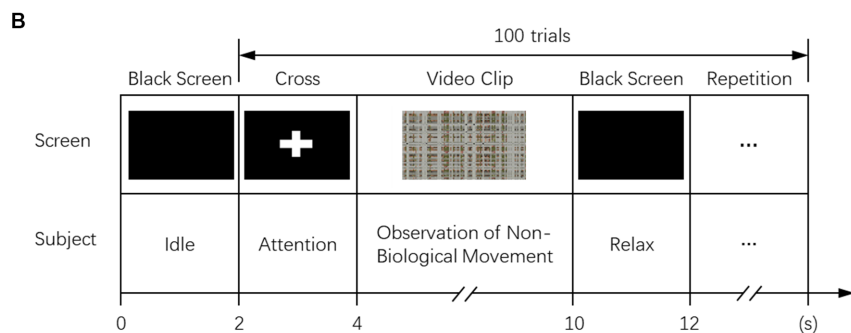 B
100 trials
Black Screen Cross Video Clip Black Screen Repetition
Screen ...
Subject Idle Attention Observation of Non-
Biological Movement Relax ...
0 2 4 10 12 (s)